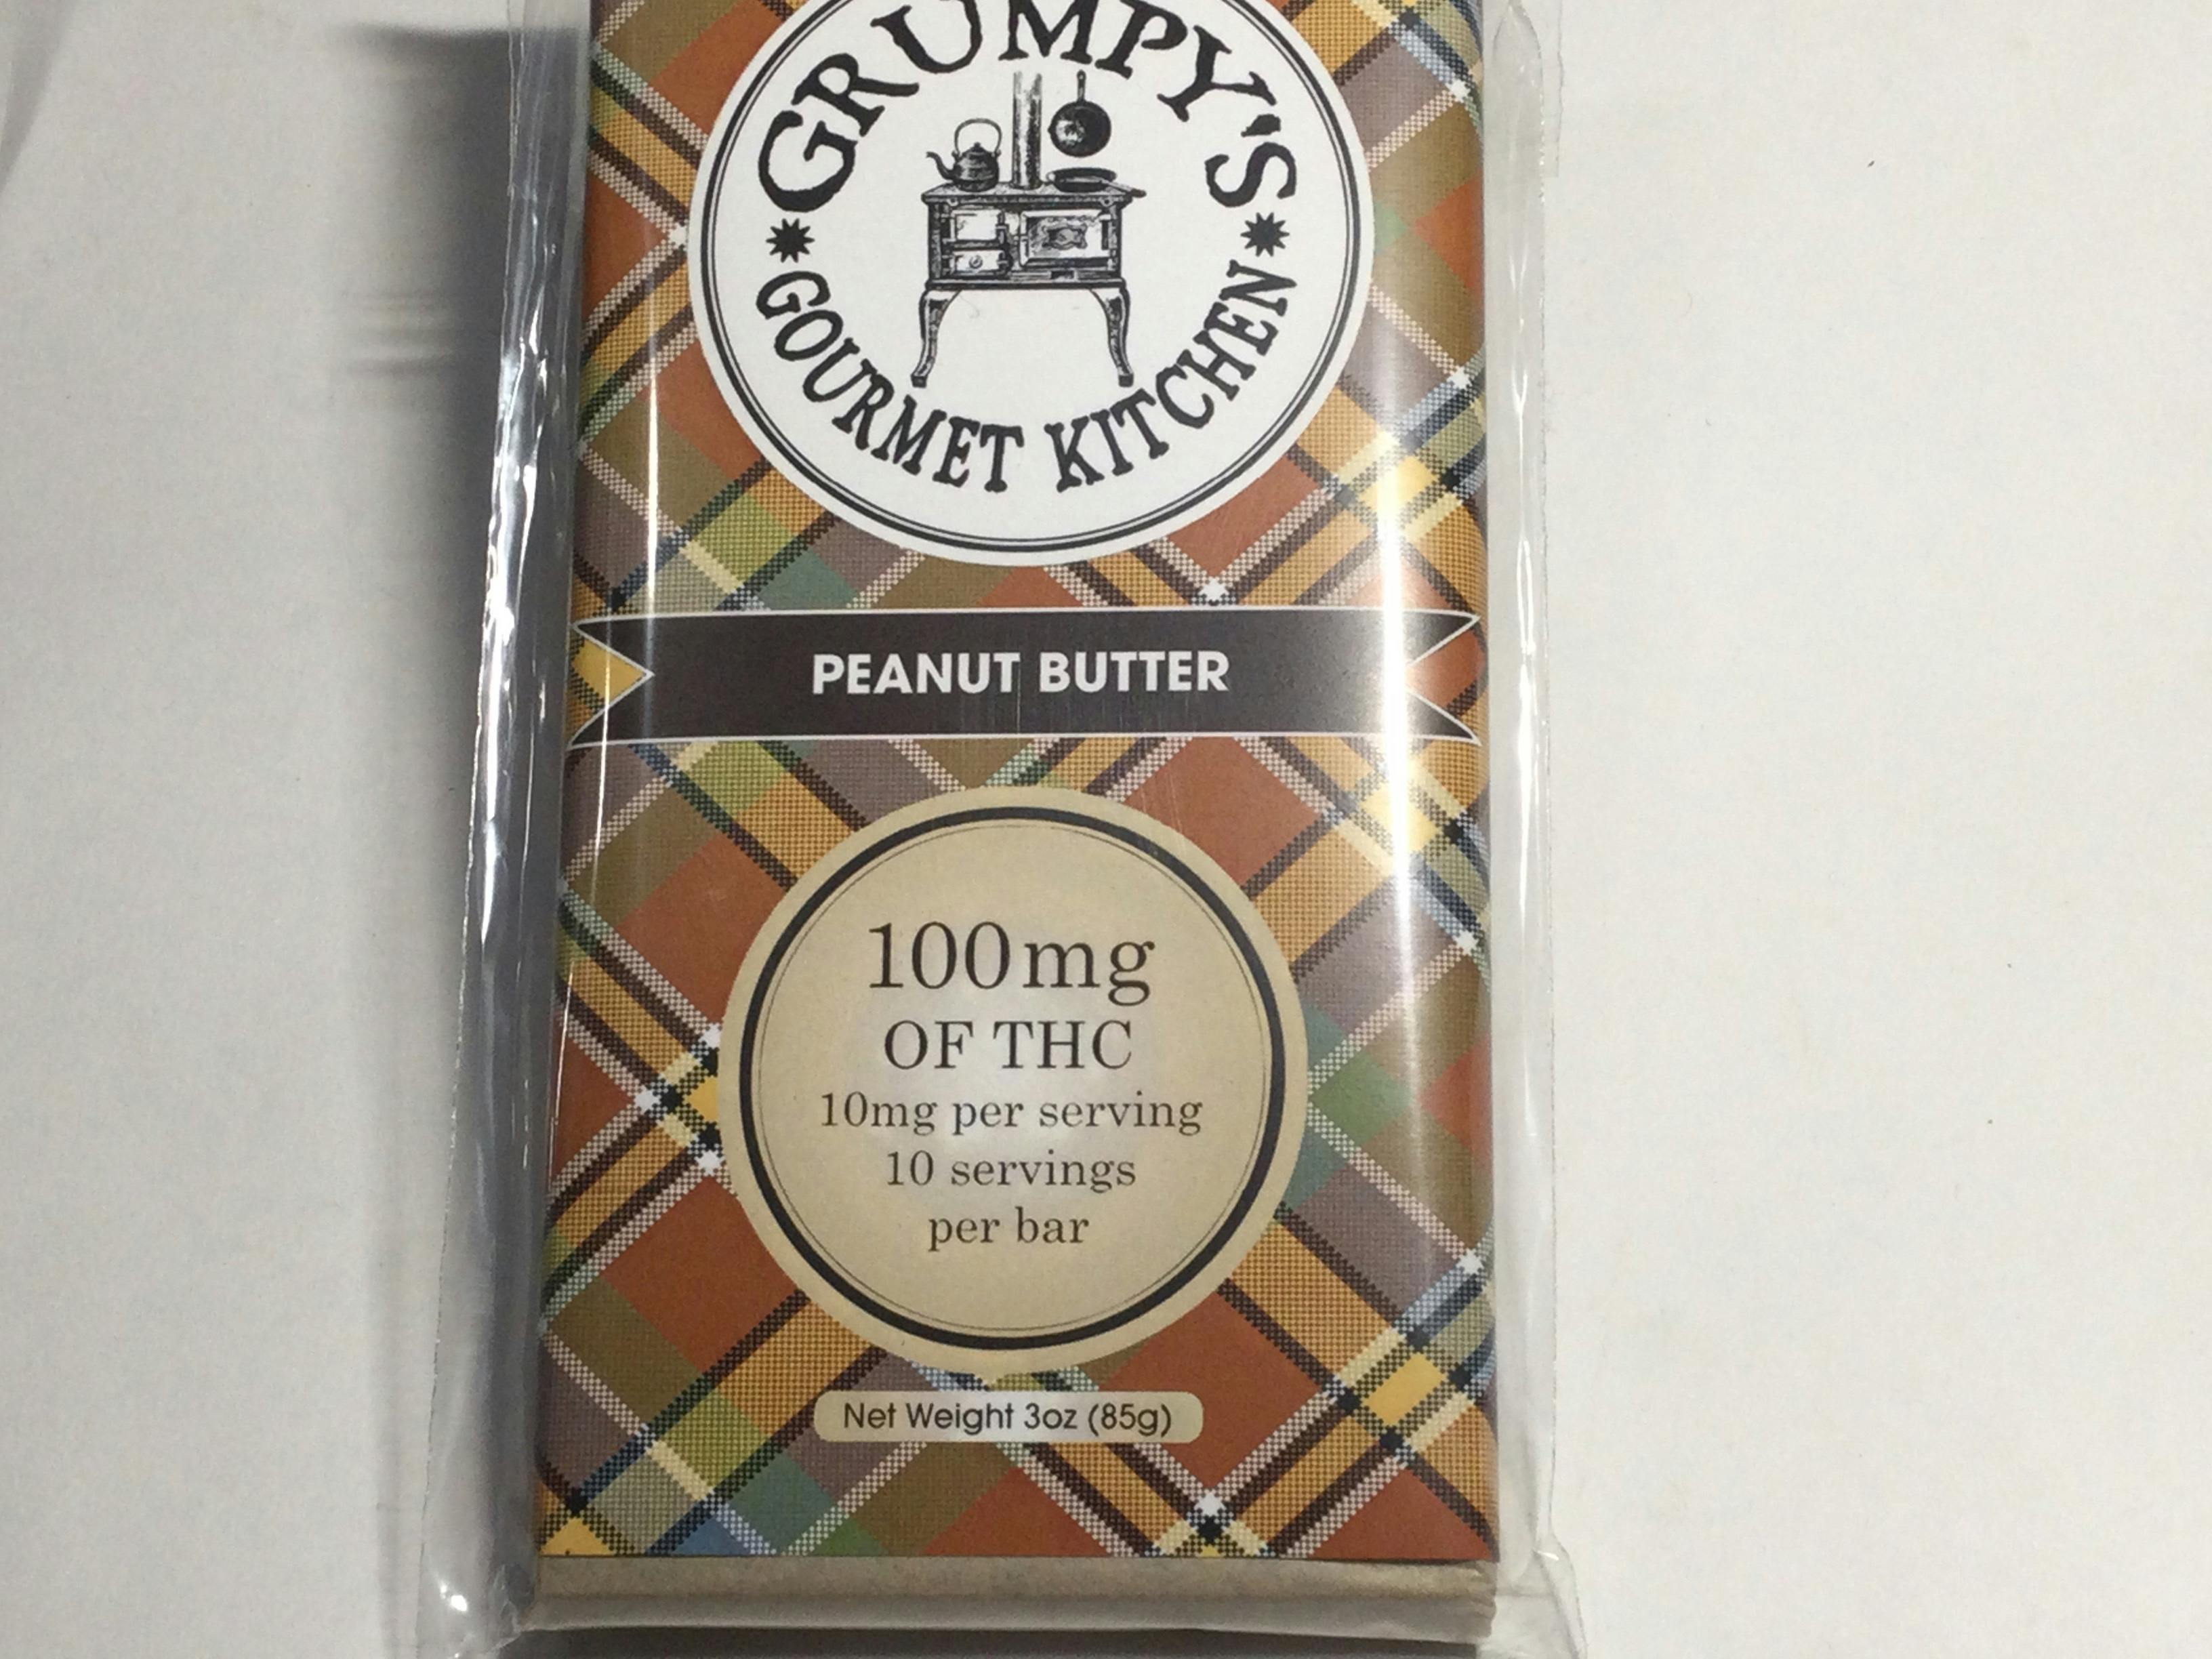 GRUMPY'S
GOURMET KITCHEN
PEANUT BUTTER
100mg
OF THC
10mg per serving
10 servings
per bar
Net Weight 3oz (85g)